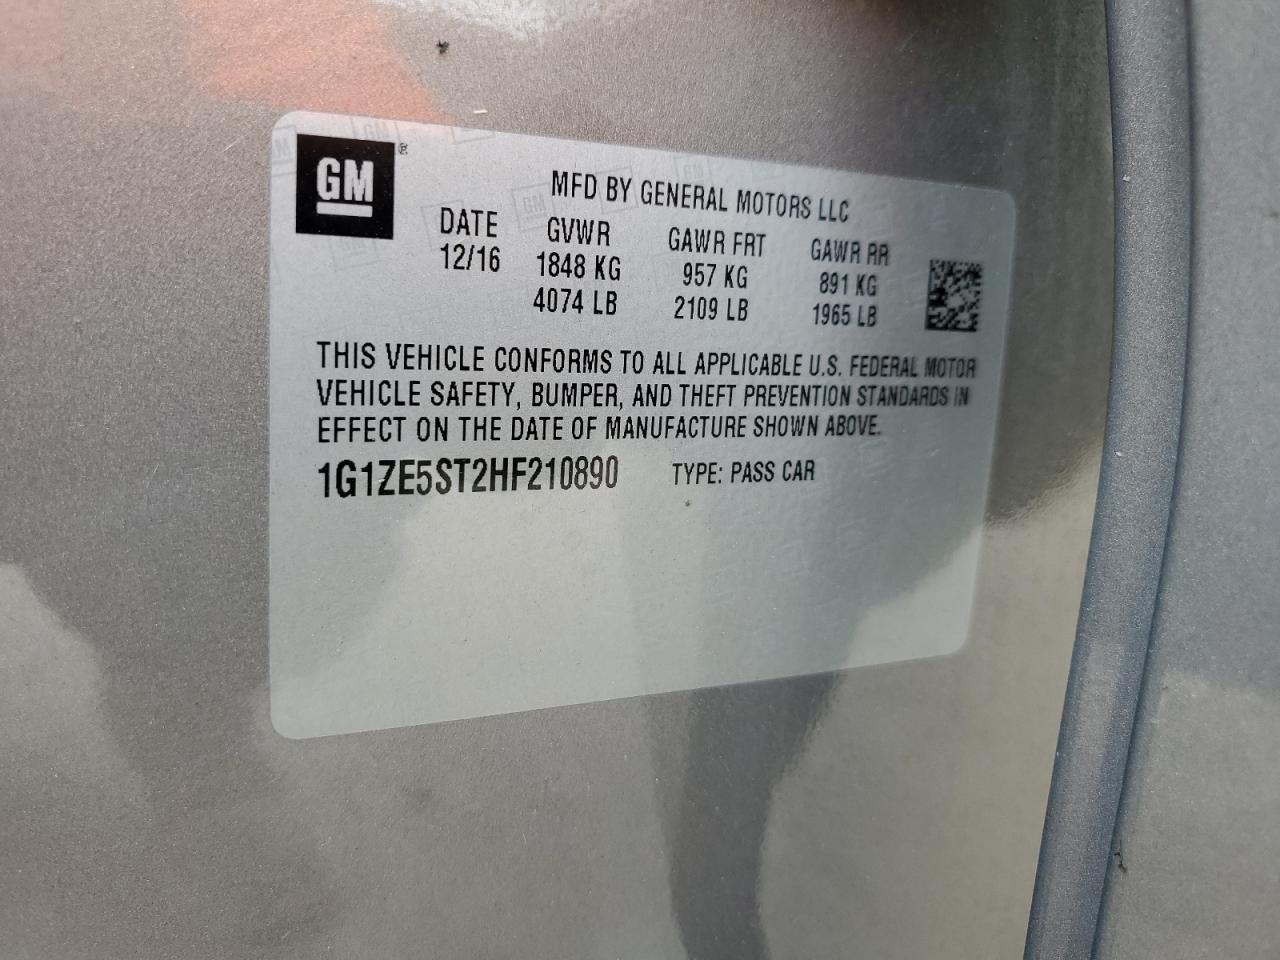 GM
MFD BY GENERAL MOTORS LLC
DATE GVWR GAWR FRT GAWR RR
12/16 1848 KG 957 KG 891 KG
4074 LB 2109 LB 1965 LB
THIS VEHICLE CONFORMS TO ALL APPLICABLE U.S. FEDERAL MOTOR
VEHICLE SAFETY, BUMPER, AND THEFT PREVENTION STANDARDS IN
EFFECT ON THE DATE OF MANUFACTURE SHOWN ABOVE.
1G1ZE5ST2HF210890 TYPE: PASS CAR